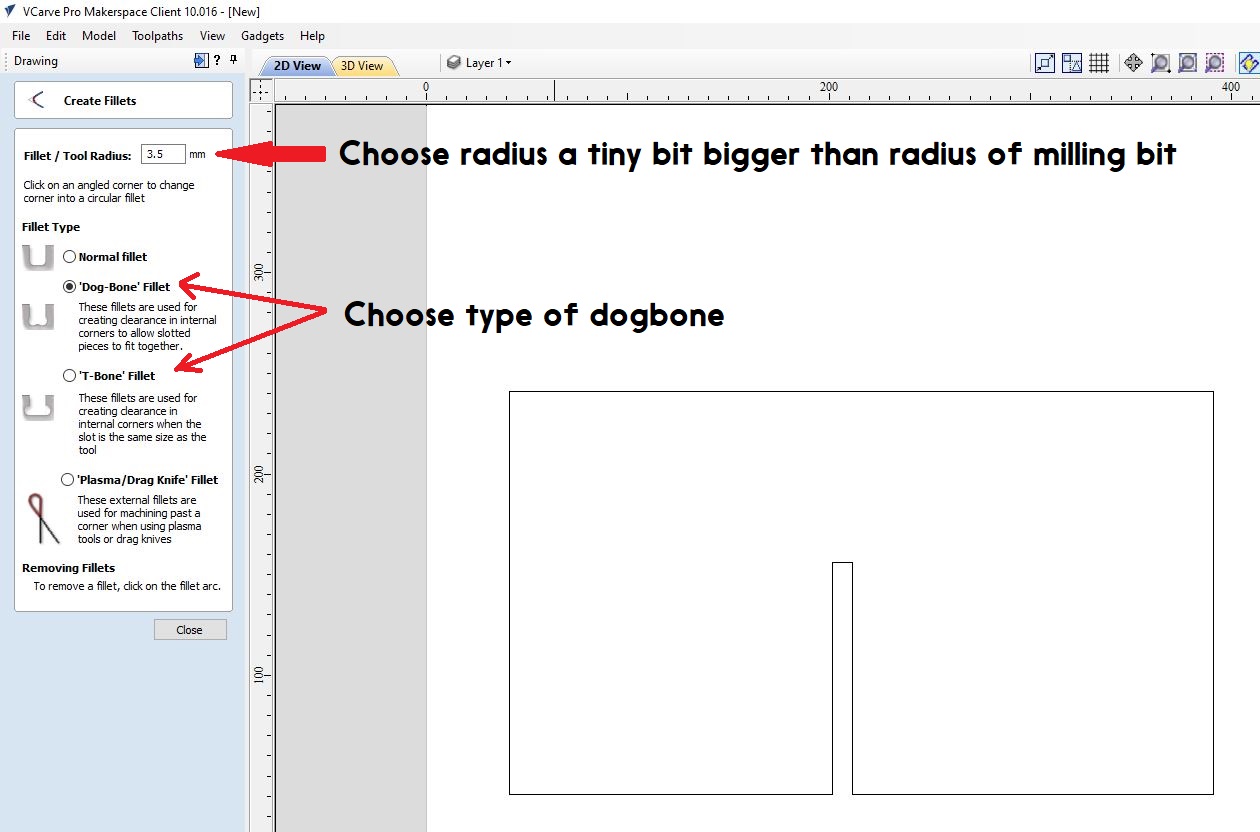 VCarve Pro Makerspace Client 10.016 - [New]
File Edit Model Toolpaths View Gadgets Help
Drawing
2D View 3D View Layer 1
Create Fillets
0 200 400
Fillet / Tool Radius: 3.5 mm
Choose radius a tiny bit bigger than radius of milling bit
Click on an angled corner to change
corner into a circular fillet
Fillet Type
Normal fillet
'Dog-Bone' Fillet
These fillets are used for
creating clearance in internal
corners to allow slotted
pieces to fit together.
Choose type of dogbone
'T-Bone' Fillet
These fillets are used for
creating clearance in
internal corners when the
slot is the same size as the
tool
'Plasma/Drag Knife' Fillet
These external fillets are
used for machining past a
corner when using plasma
tools or drag knives
Removing Fillets
To remove a fillet, click on the fillet arc.
Close
300
200
100